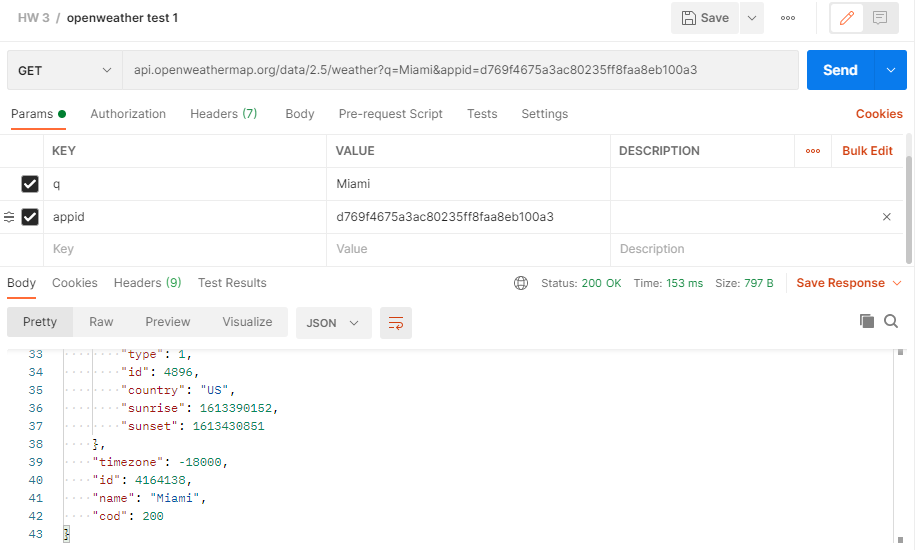 HW 3 / openweather test 1 Save ooo
GET api.openweathermap.org/data/2.5/weather?q=Miami&appid=d769f4675a3ac80235ff8faa8eb100a3 Send
Params Authorization Headers (7) Body Pre-request Script Tests Settings Cookies
KEY VALUE DESCRIPTION ooo Bulk Edit
q Miami
appid d769f4675a3ac80235ff8faa8eb100a3
Key Value Description
Body Cookies Headers (9) Test Results Status: 200 OK Time: 153 ms Size: 797 B Save Response
Pretty Raw Preview Visualize JSON
33 "type": 1,
34 "id": 4896,
35 "country": "US",
36 "sunrise": 1613390152,
37 "sunset": 1613430851
38 },
39 "timezone": -18000,
40 "id": 4164138,
41 "name": "Miami",
42 "cod": 200
43 }